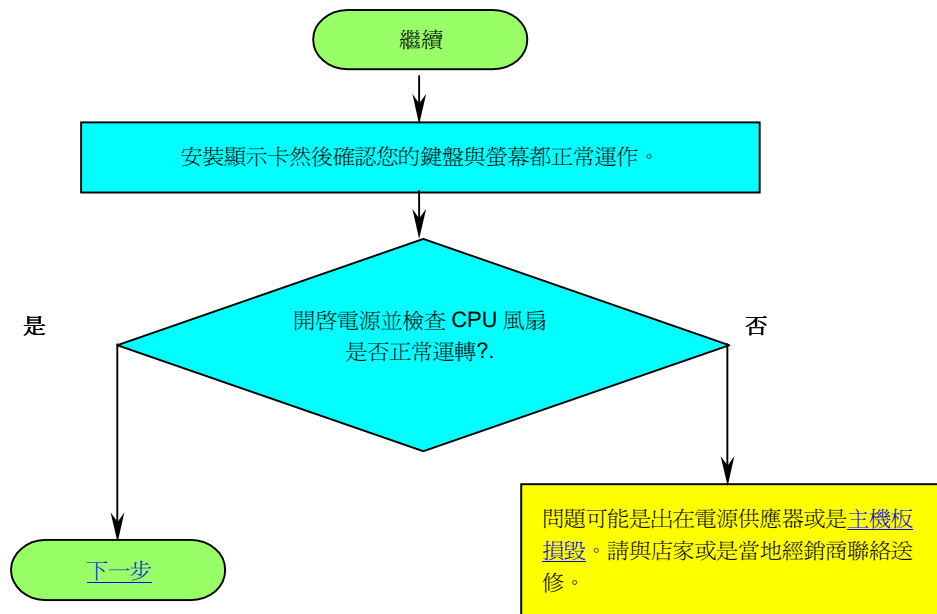 繼續
安裝顯示卡然後確認您的鍵盤與螢幕都正常運作。
開啓電源並檢查 CPU 風扇
是否正常運轉?.
是
否
問題可能是出在電源供應器或是主機板
損毀。請與店家或是當地經銷商聯絡送
修。
下一步